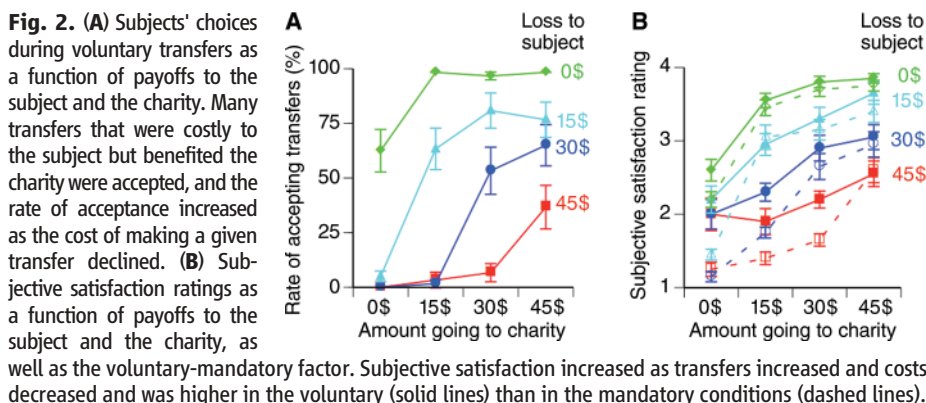 Fig. 2. (A) Subjects' choices
during voluntary transfers as
a function of payoffs to the
subject and the charity. Many
transfers that were costly to
the subject but benefited the
charity were accepted, and the
rate of acceptance increased
as the cost of making a given
transfer declined. (B) Sub-
jective satisfaction ratings as
a function of payoffs to the
subject and the charity, as
well as the voluntary-mandatory factor. Subjective satisfaction increased as transfers increased and costs
decreased and was higher in the voluntary (solid lines) than in the mandatory conditions (dashed lines).
A
Loss to
subject
Rate of accepting transfers (%)
100
75
50
25
0
0$
15$
30$
45$
0$ 15$ 30$ 45$
Amount going to charity
B
Loss to
subject
Subjective satisfaction rating
4
3
2
1
0$
15$
30$
45$
0$ 15$ 30$ 45$
Amount going to charity